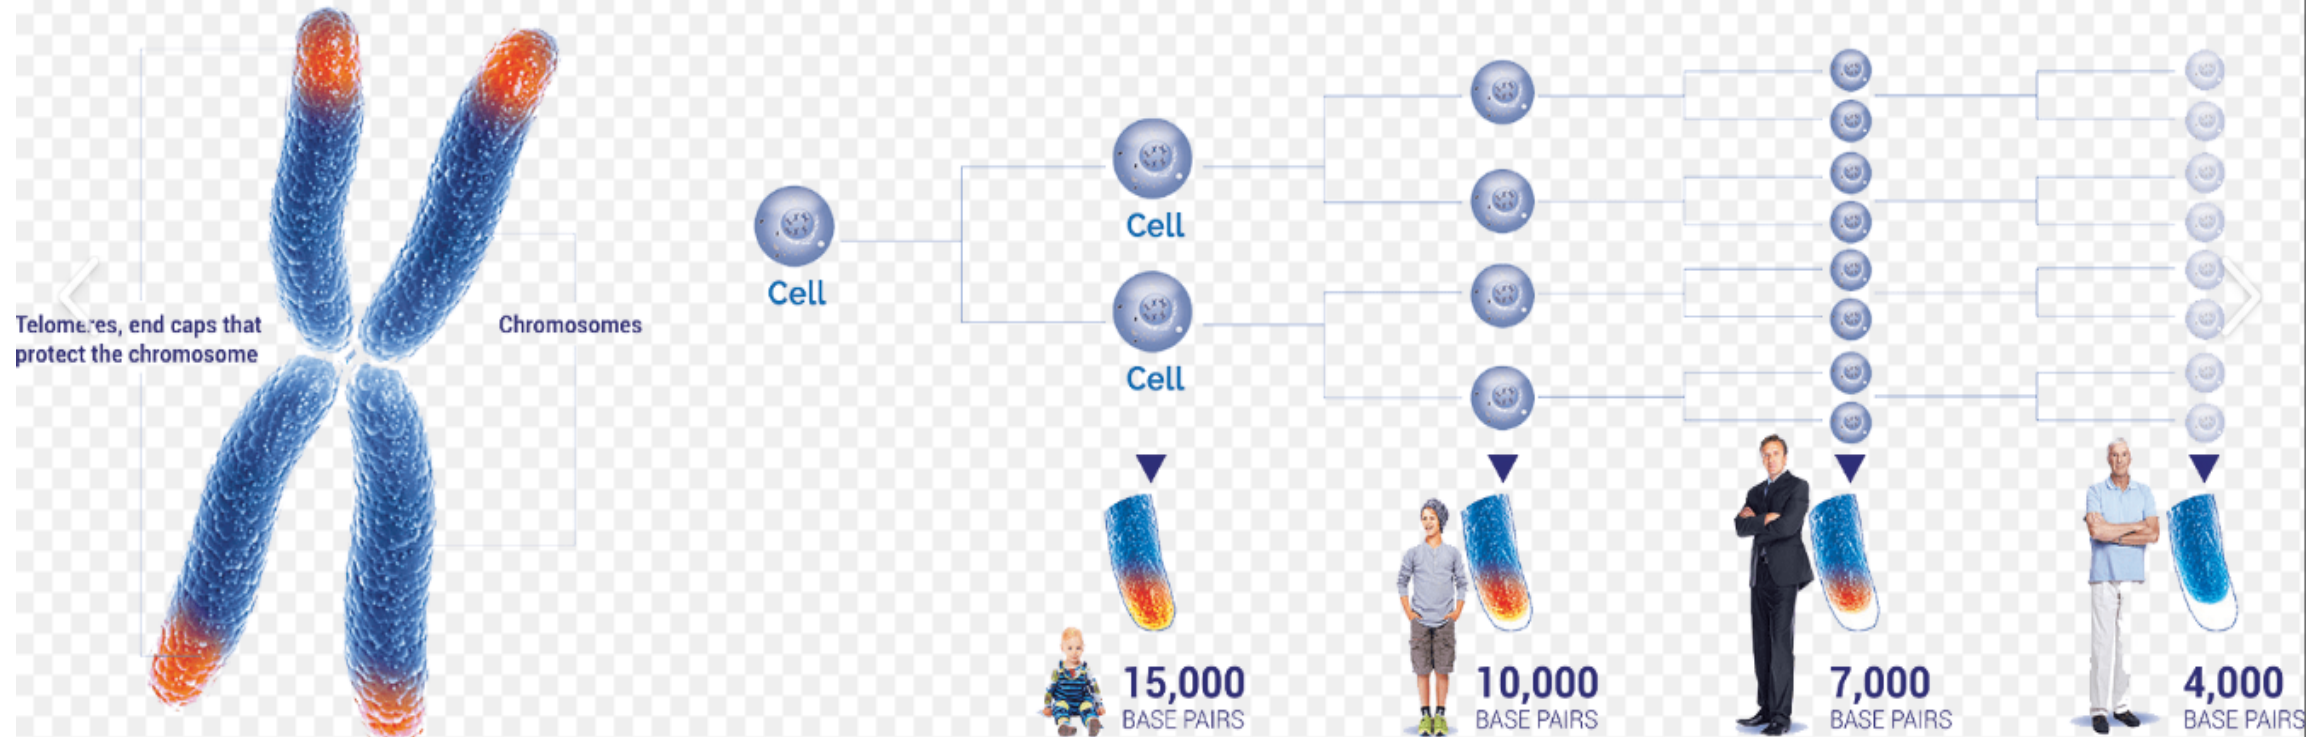 Telomeres, end caps that
protect the chromosome
Chromosomes
Cell
Cell
Cell
15,000
BASE PAIRS
10,000
BASE PAIRS
7,000
BASE PAIRS
4,000
BASE PAIRS